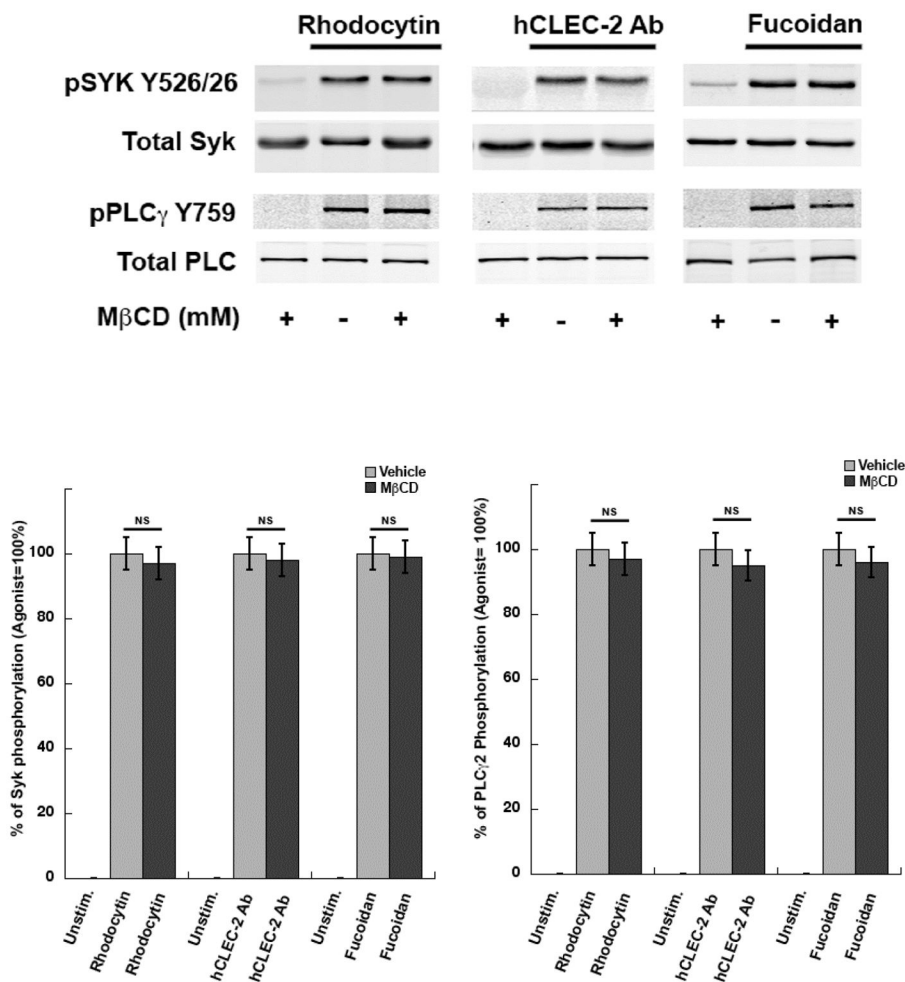 Rhodocytin hCLEC-2 Ab Fucoidan
pSYK Y526/26
Total Syk
pPLCγ Y759
Total PLC
MβCD (mM) + - + + - + + - +
Vehicle
MβCD
% of Syk phosphorylation (Agonist=100%)
100
80
60
40
20
0
NS NS NS
Unstim. Rhodocytin Rhodocytin Unstim. hCLEC-2 Ab hCLEC-2 Ab Unstim. Fucoidan Fucoidan
Vehicle
MβCD
% of PLCγ2 Phosphorylation (Agonist= 100%)
100
80
60
40
20
0
NS NS NS
Unstim. Rhodocytin Rhodocytin Unstim. hCLEC-2 Ab hCLEC-2 Ab Unstim. Fucoidan Fucoidan